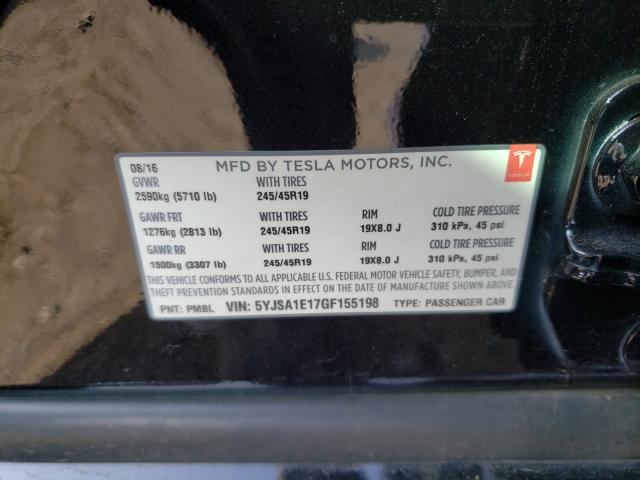 08/16 MFD BY TESLA MOTORS, INC.
TESLA
GVWR WITH TIRES
2590kg (5710 lb) 245/45R19
GAWR FRT WITH TIRES RIM COLD TIRE PRESSURE
1276kg (2813 lb) 245/45R19 19X8.0 J 310 kPa, 45 psi
GAWR RR WITH TIRES RIM COLD TIRE PRESSURE
1500kg (3307 lb) 245/45R19 19X8.0 J 310 kPa, 45 psi
THIS VEHICLE CONFORMS TO ALL APPLICABLE U.S. FEDERAL MOTOR VEHICLE SAFETY, BUMPER, AND
THEFT PREVENTION STANDARDS IN EFFECT ON THE DATE OF MANUFACTURE SHOWN ABOVE.
PNT: PMBL VIN: 5YJSA1E17GF155198 TYPE: PASSENGER CAR